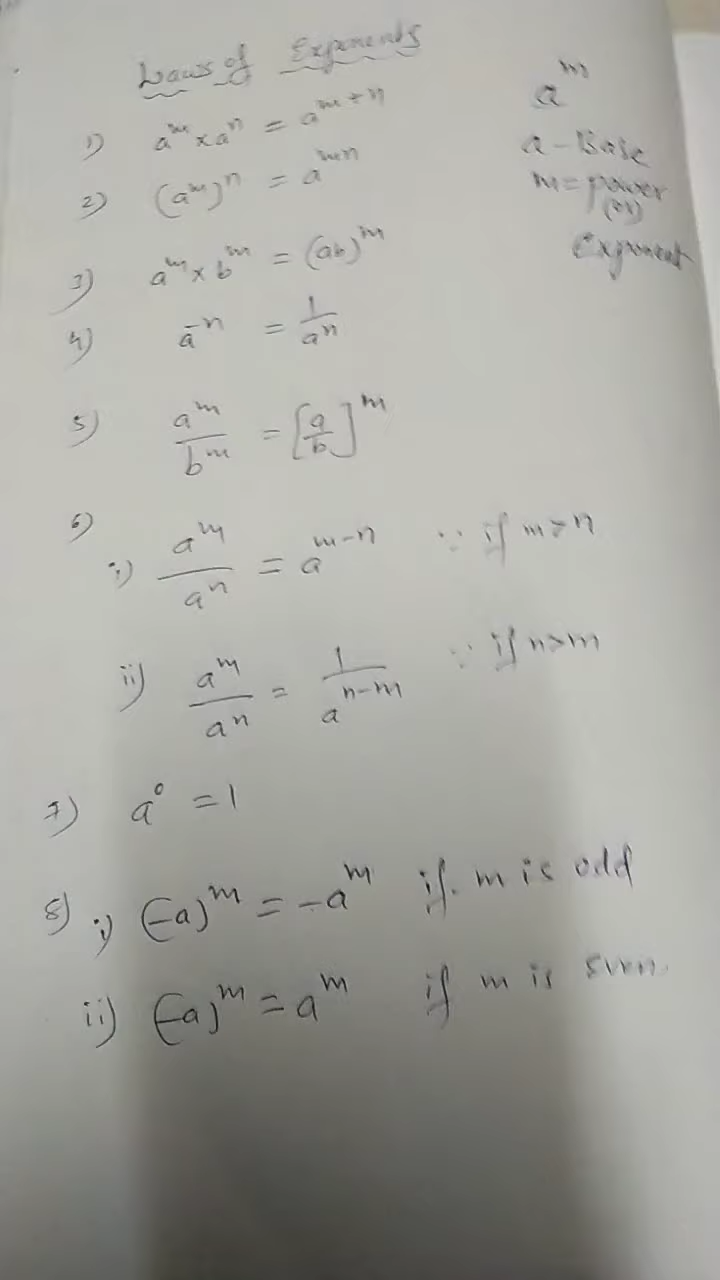 Laws of Exponents
a^m
1) a^m × a^n = a^(m+n)
a - Base
2) (a^m)^n = a^(mn)
m = power
(or)
Exponent
3) a^m × b^m = (ab)^m
4) a^-n = 1/a^n
5) a^m/b^m = [a/b]^m
6)
i) a^m/a^n = a^(m-n) ∵ if m>n
ii) a^m/a^n = 1/a^(n-m) ∵ if n>m
7) a^0 = 1
8) i) (-a)^m = -a^m if m is odd
ii) (-a)^m = a^m if m is even.